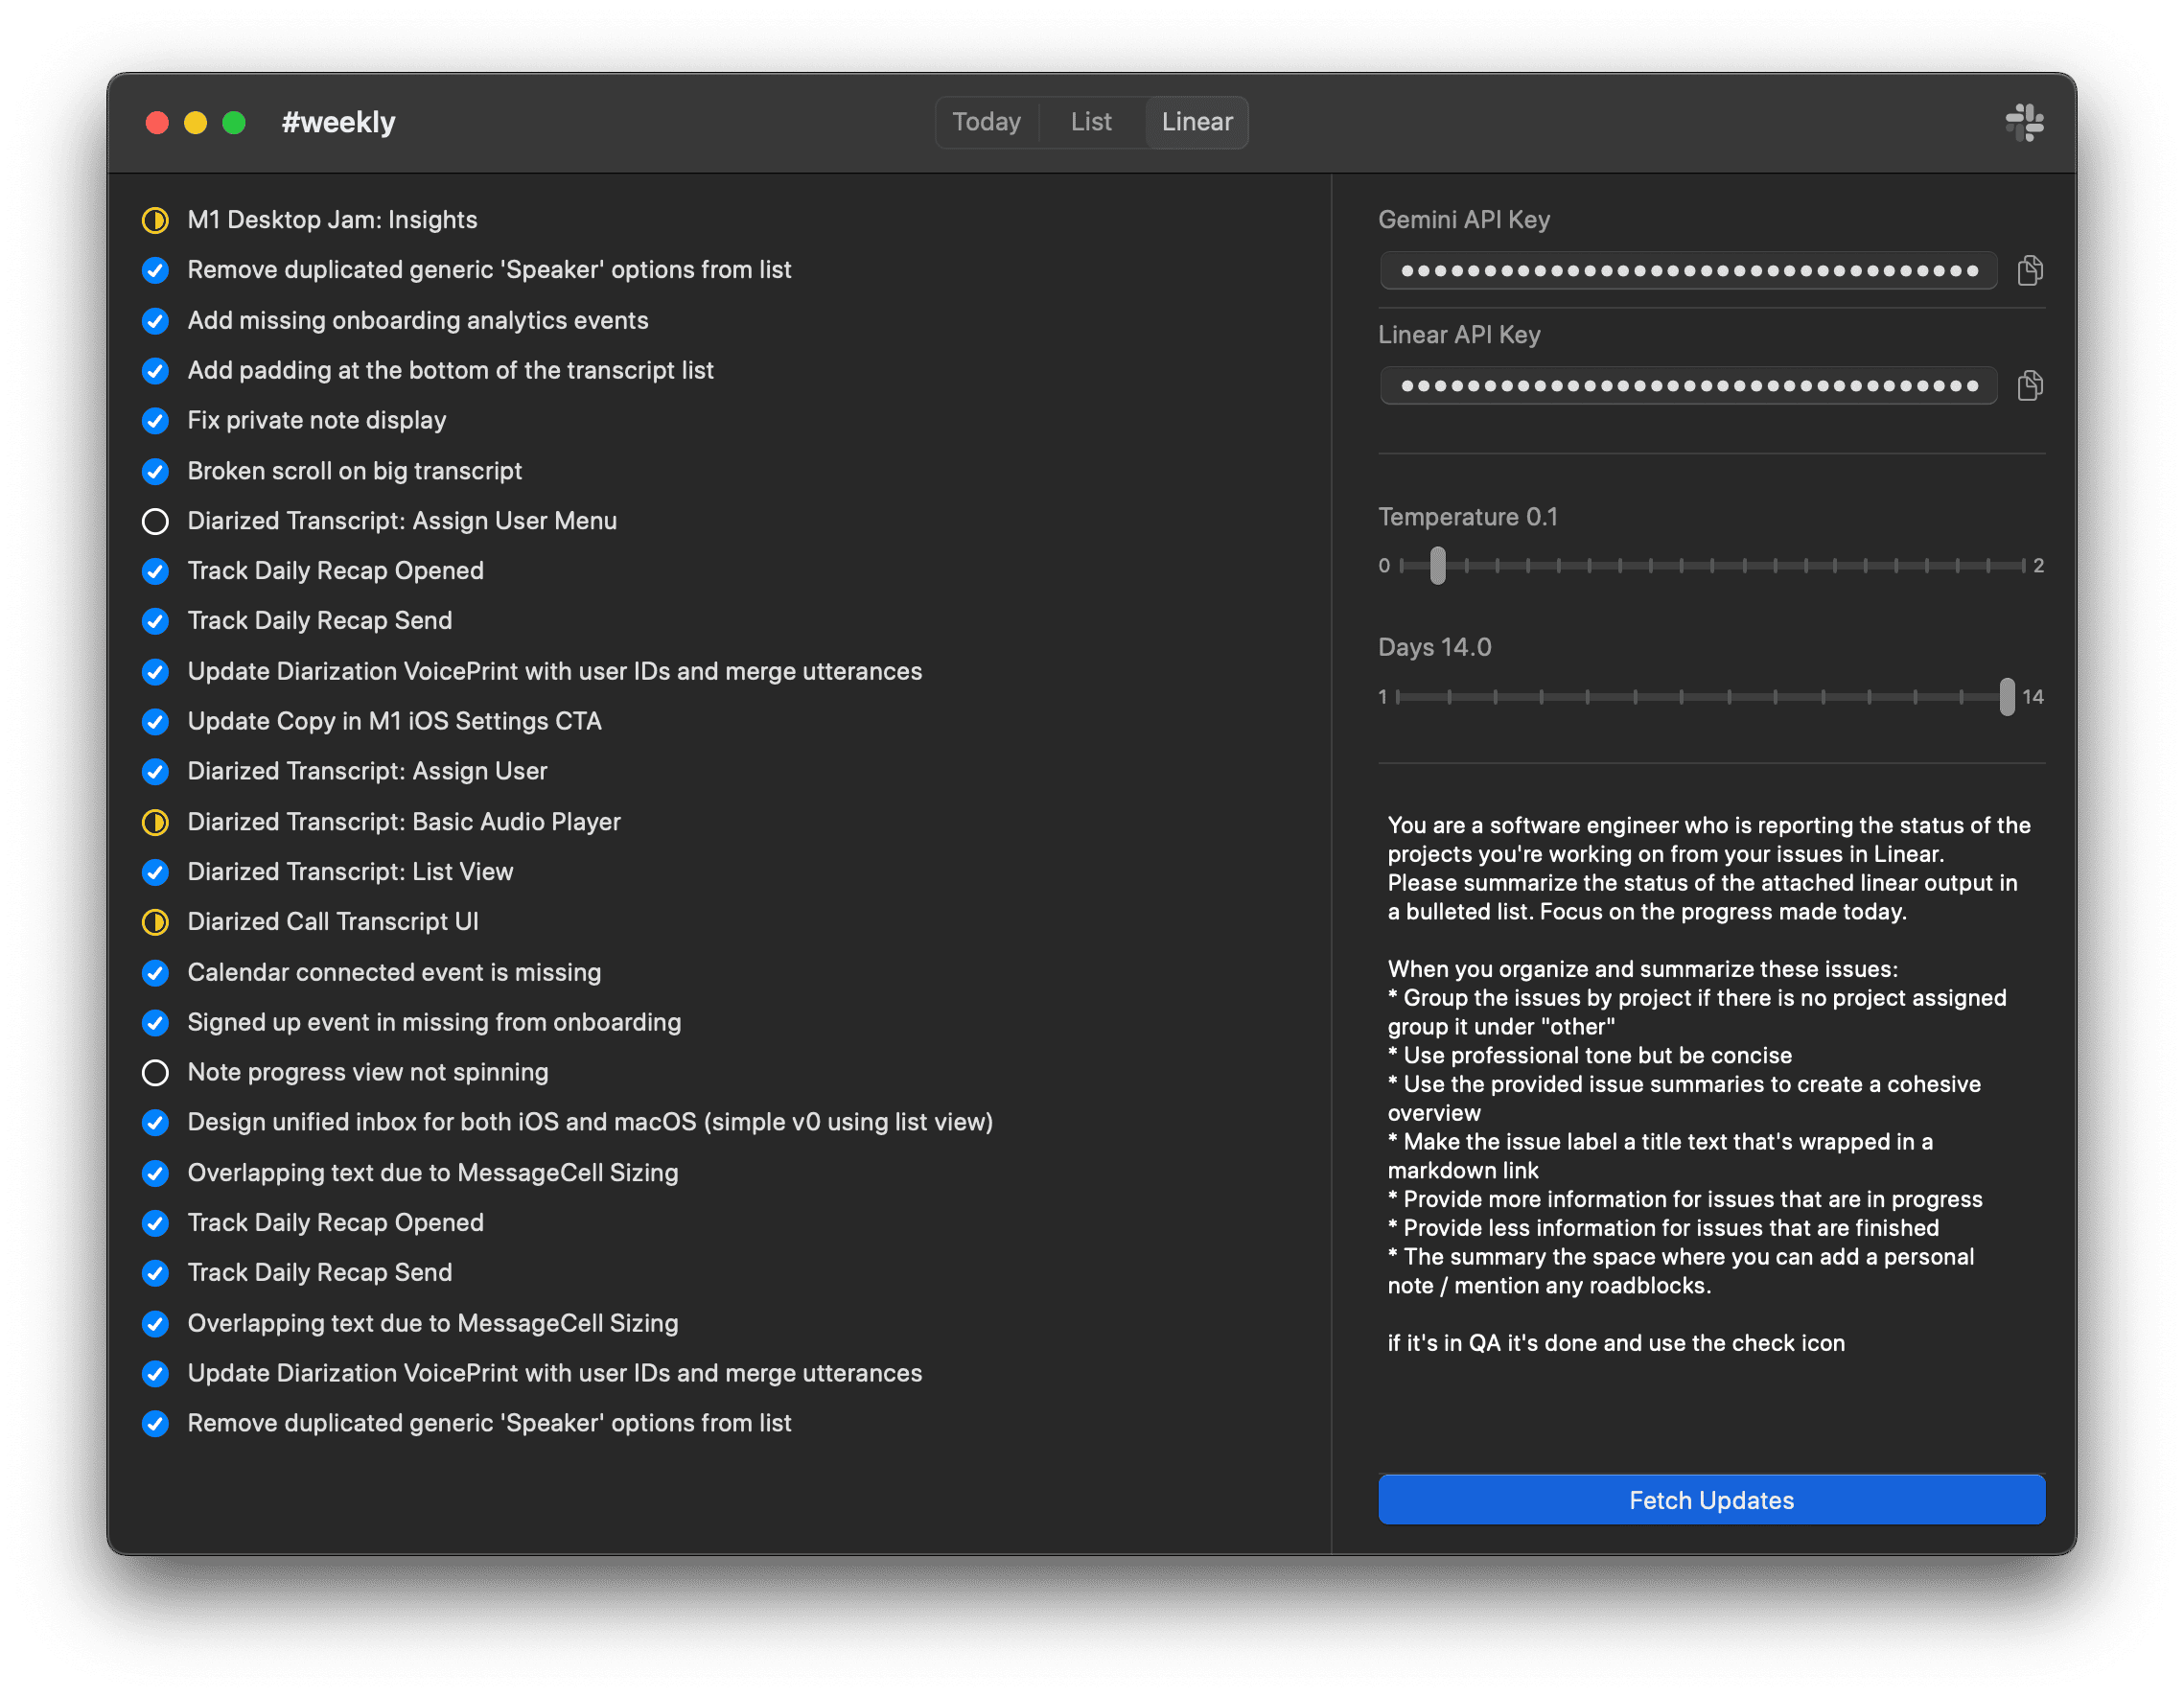 #weekly
Today
List
Linear
M1 Desktop Jam: Insights
Remove duplicated generic 'Speaker' options from list
Add missing onboarding analytics events
Add padding at the bottom of the transcript list
Fix private note display
Broken scroll on big transcript
Diarized Transcript: Assign User Menu
Track Daily Recap Opened
Track Daily Recap Send
Update Diarization VoicePrint with user IDs and merge utterances
Update Copy in M1 iOS Settings CTA
Diarized Transcript: Assign User
Diarized Transcript: Basic Audio Player
Diarized Transcript: List View
Diarized Call Transcript UI
Calendar connected event is missing
Signed up event in missing from onboarding
Note progress view not spinning
Design unified inbox for both iOS and macOS (simple v0 using list view)
Overlapping text due to MessageCell Sizing
Track Daily Recap Opened
Track Daily Recap Send
Overlapping text due to MessageCell Sizing
Update Diarization VoicePrint with user IDs and merge utterances
Remove duplicated generic 'Speaker' options from list
Gemini API Key
Linear API Key
Temperature 0.1
0
2
Days 14.0
1
14
You are a software engineer who is reporting the status of the
projects you're working on from your issues in Linear.
Please summarize the status of the attached linear output in
a bulleted list. Focus on the progress made today.
When you organize and summarize these issues:
* Group the issues by project if there is no project assigned
group it under "other"
* Use professional tone but be concise
* Use the provided issue summaries to create a cohesive
overview
* Make the issue label a title text that's wrapped in a
markdown link
* Provide more information for issues that are in progress
* Provide less information for issues that are finished
* The summary the space where you can add a personal
note / mention any roadblocks.
if it's in QA it's done and use the check icon
Fetch Updates